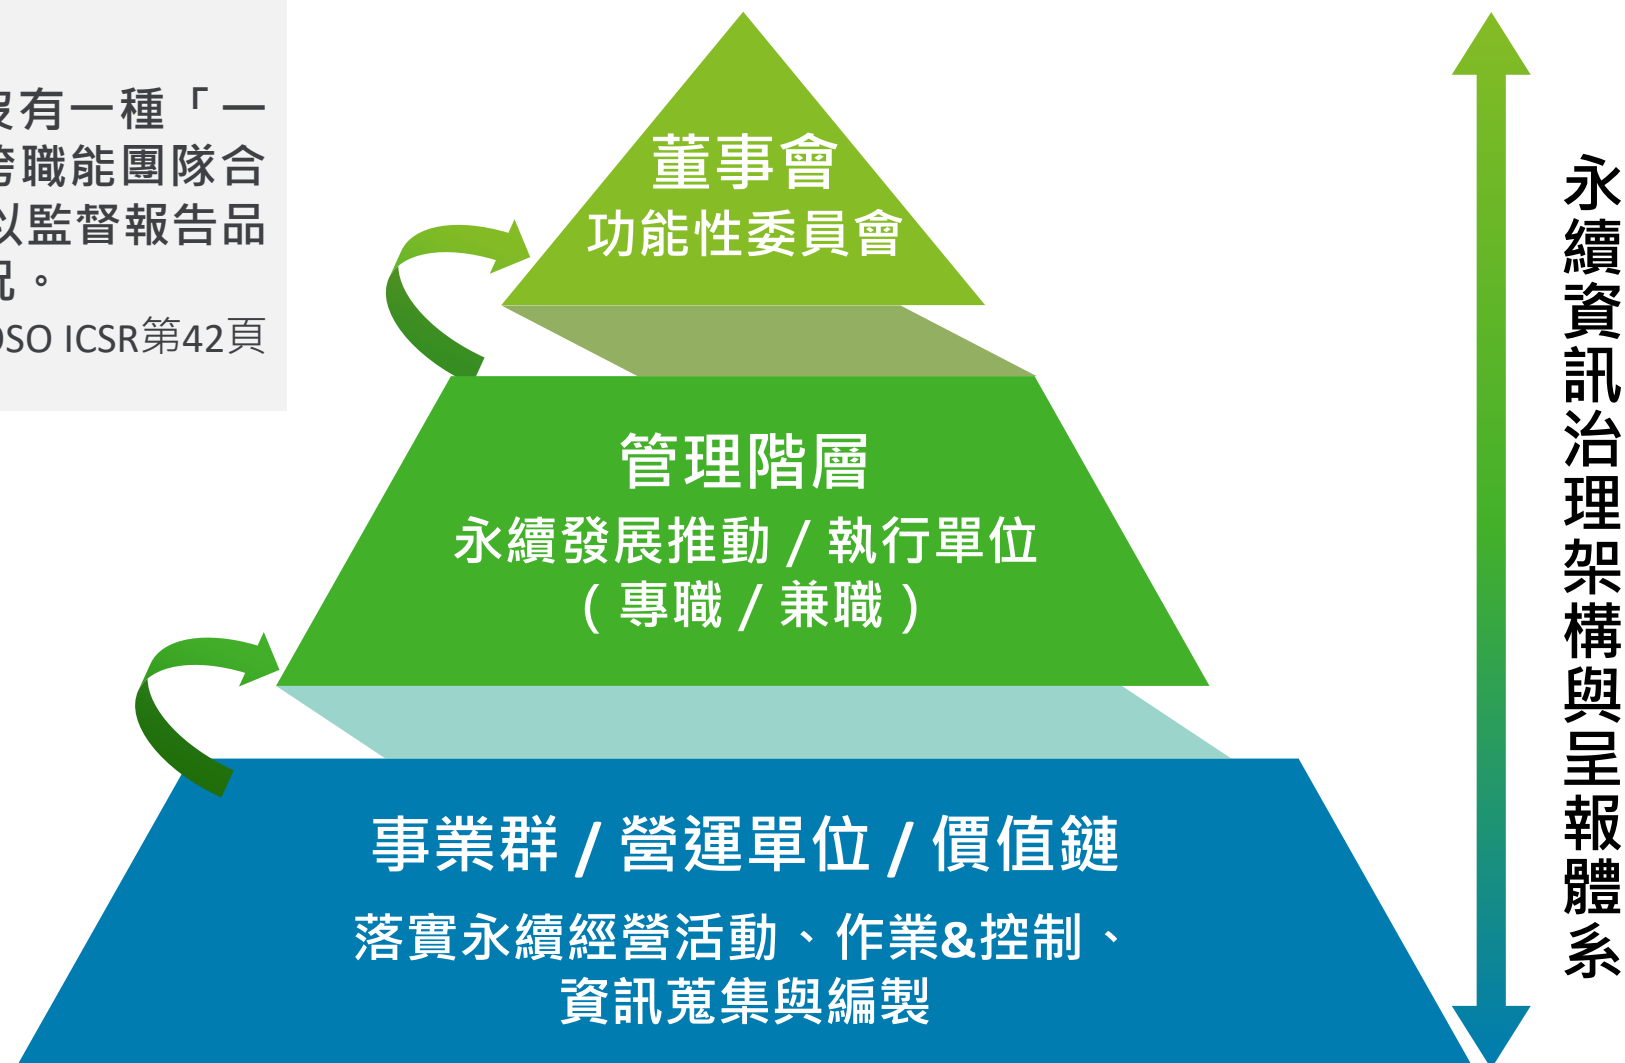 沒有一種「一
跨職能團隊合
以監督報告品
況。
OSO ICSR第42頁
董事會
功能性委員會
管理階層
永續發展推動 / 執行單位
( 專職 / 兼職 )
事業群 / 營運單位 / 價值鏈
落實永續經營活動、作業&控制、
資訊蒐集與編製
永續資訊治理架構與呈報體系